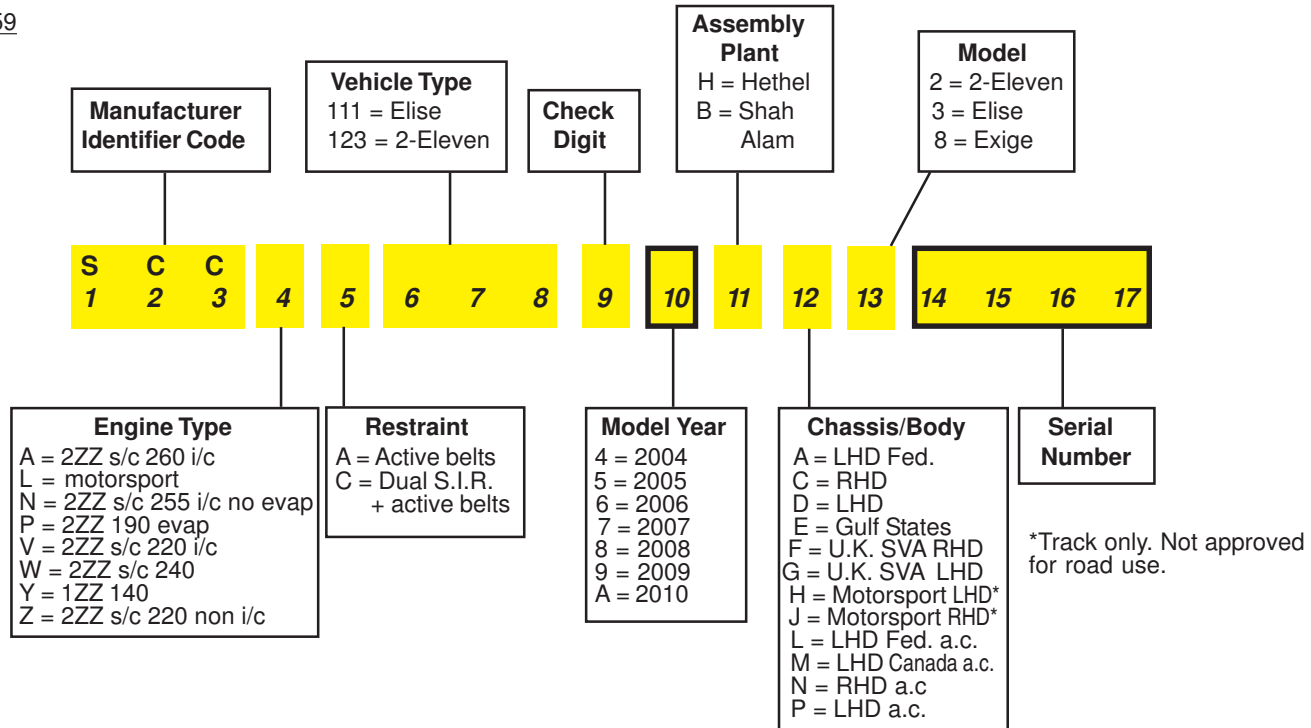 59
Manufacturer
Identifier Code
Vehicle Type
111 = Elise
123 = 2-Eleven
Check
Digit
Assembly
Plant
H = Hethel
B = Shah
Alam
Model
2 = 2-Eleven
3 = Elise
8 = Exige
S C C
1 2 3 4 5 6 7 8 9 10 11 12 13 14 15 16 17
Engine Type
A = 2ZZ s/c 260 i/c
L = motorsport
N = 2ZZ s/c 255 i/c no evap
P = 2ZZ 190 evap
V = 2ZZ s/c 220 i/c
W = 2ZZ s/c 240
Y = 1ZZ 140
Z = 2ZZ s/c 220 non i/c
Restraint
A = Active belts
C = Dual S.I.R.
+ active belts
Model Year
4 = 2004
5 = 2005
6 = 2006
7 = 2007
8 = 2008
9 = 2009
A = 2010
Chassis/Body
A = LHD Fed.
C = RHD
D = LHD
E = Gulf States
F = U.K. SVA RHD
G = U.K. SVA LHD
H = Motorsport LHD*
J = Motorsport RHD*
L = LHD Fed. a.c.
M = LHD Canada a.c.
N = RHD a.c
P = LHD a.c.
Serial
Number
*Track only. Not approved
for road use.